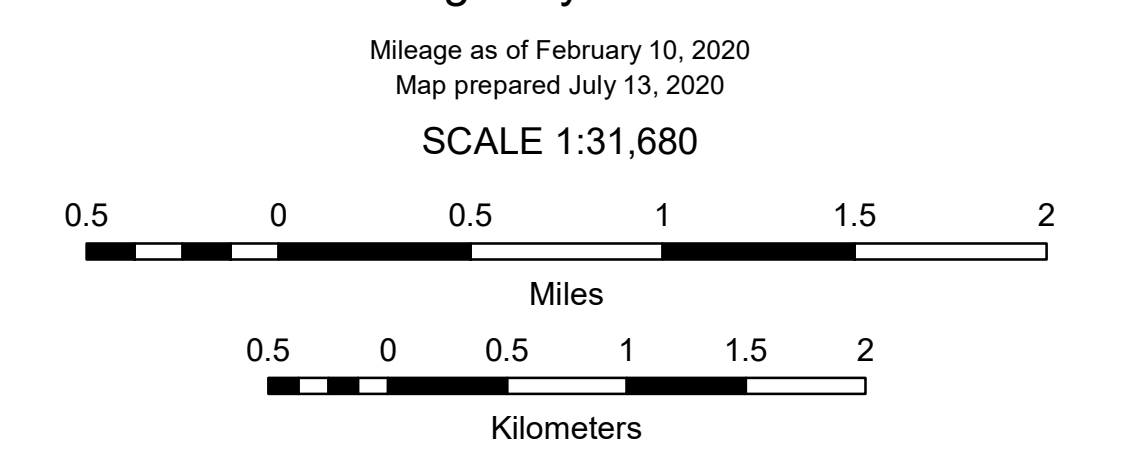 Mileage as of February 10, 2020
Map prepared July 13, 2020
SCALE 1:31,680
0.5 0 0.5 1 1.5 2
Miles
0.5 0 0.5 1 1.5 2
Kilometers